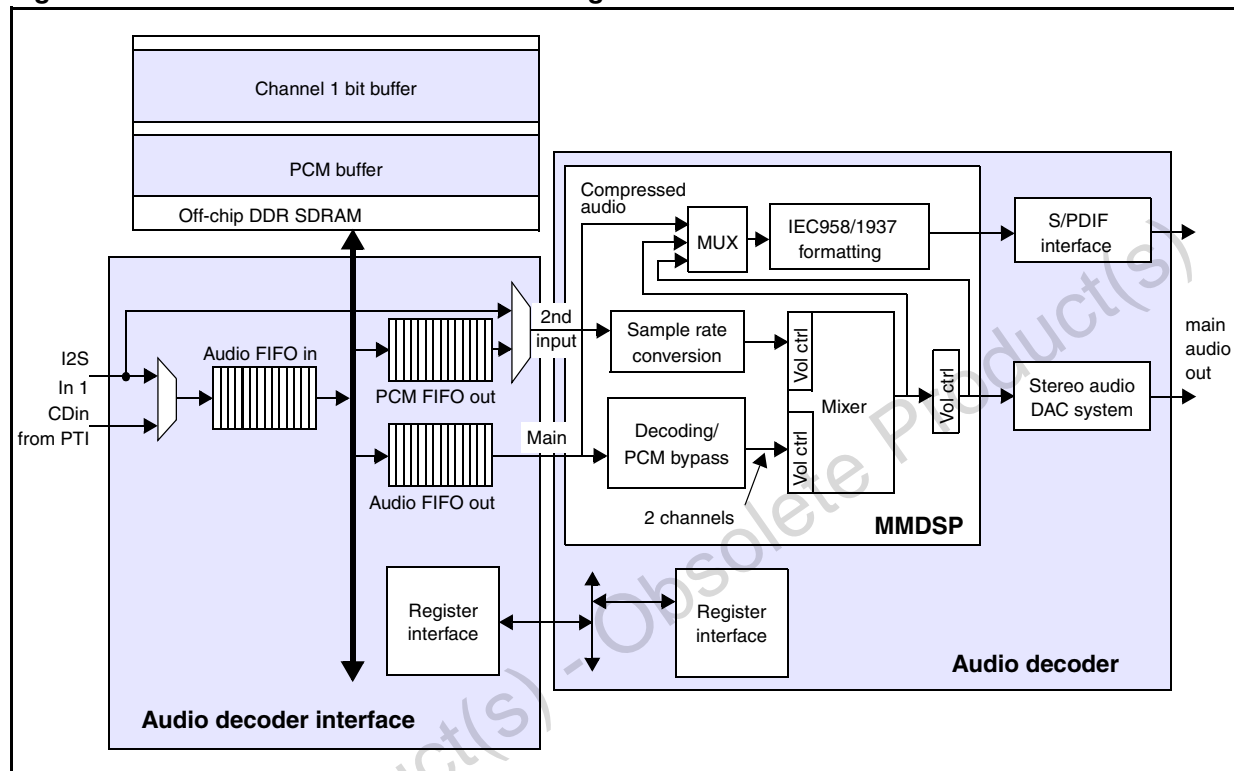 Channel 1 bit buffer
PCM buffer
Off-chip DDR SDRAM
Compressed
audio
MUX
IEC958/1937
formatting
S/PDIF
interface
2nd
input
Sample rate
conversion
Vol ctrl
I2S
In 1
CDin
from PTI
Audio FIFO in
PCM FIFO out
Mixer
Vol ctrl
main
audio
out
Stereo audio
DAC system
Main
Decoding/
PCM bypass
Vol ctrl
Audio FIFO out
2 channels
MMDSP
Register
interface
Register
interface
Audio decoder
Audio decoder interface
uct(s) - Obsolete Product(s)